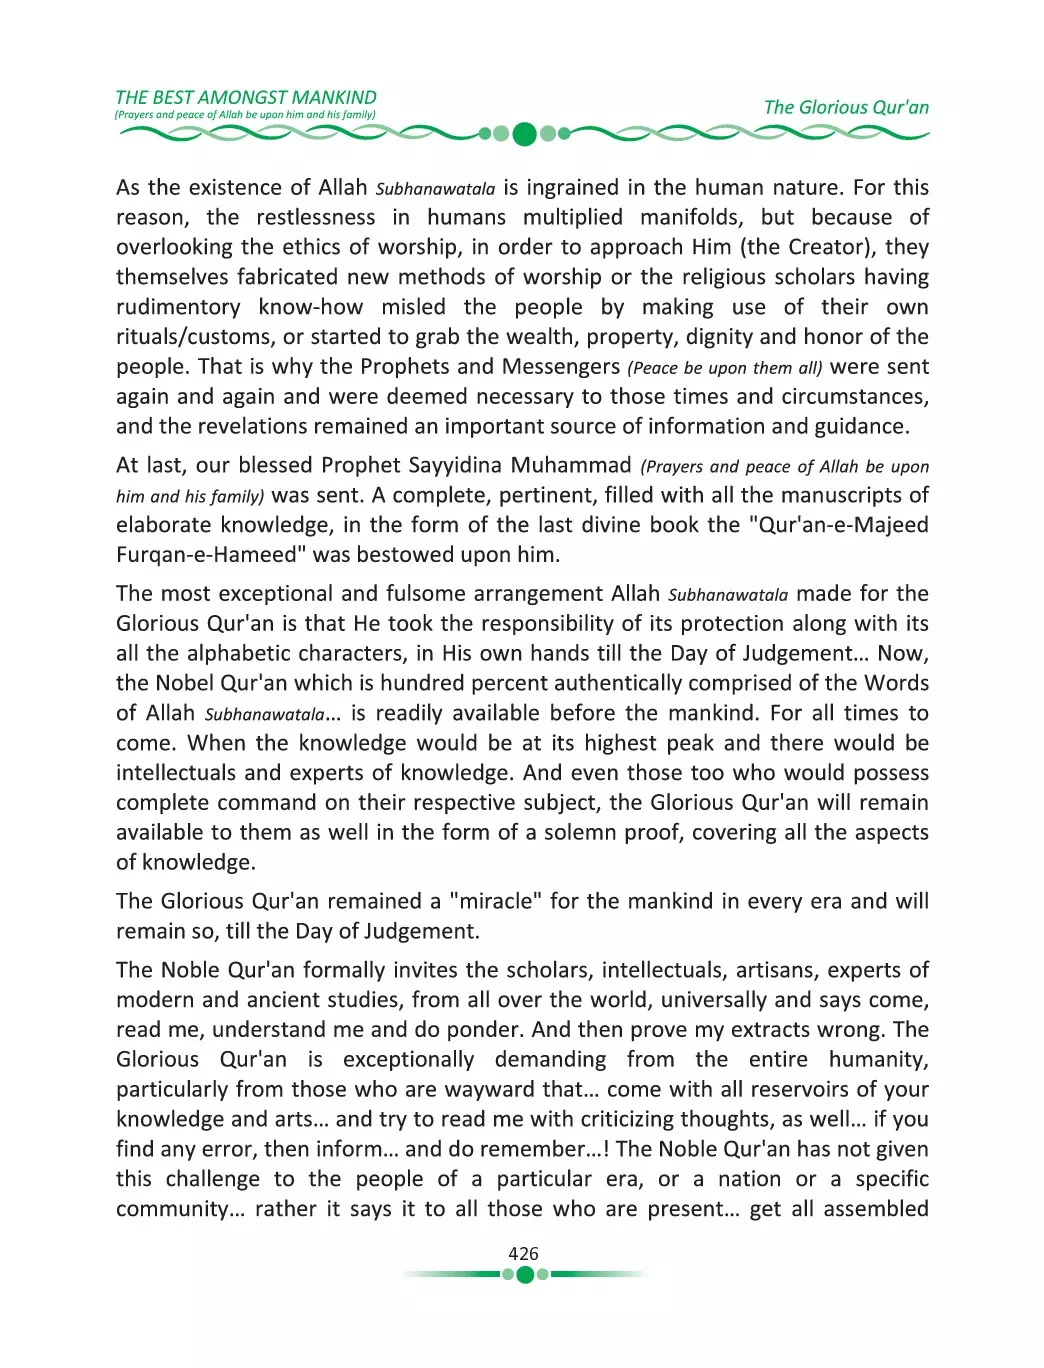 THE BEST AMONGST MANKIND
(Prayers and peace of Allah be upon him and his family)
The Glorious Qur'an
As the existence of Allah Subhanawatala is ingrained in the human nature. For this
reason, the restlessness in humans multiplied manifolds, but because of
overlooking the ethics of worship, in order to approach Him (the Creator), they
themselves fabricated new methods of worship or the religious scholars having
rudimentory know-how misled the people by making use of their own
rituals/customs, or started to grab the wealth, property, dignity and honor of the
people. That is why the Prophets and Messengers (Peace be upon them all) were sent
again and again and were deemed necessary to those times and circumstances,
and the revelations remained an important source of information and guidance.
At last, our blessed Prophet Sayyidina Muhammad (Prayers and peace of Allah be upon
him and his family) was sent. A complete, pertinent, filled with all the manuscripts of
elaborate knowledge, in the form of the last divine book the "Qur'an-e-Majeed
Furqan-e-Hameed" was bestowed upon him.
The most exceptional and fulsome arrangement Allah Subhanawatala made for the
Glorious Qur'an is that He took the responsibility of its protection along with its
all the alphabetic characters, in His own hands till the Day of Judgement... Now,
the Nobel Qur'an which is hundred percent authentically comprised of the Words
of Allah Subhanawatala... is readily available before the mankind. For all times to
come. When the knowledge would be at its highest peak and there would be
intellectuals and experts of knowledge. And even those too who would possess
complete command on their respective subject, the Glorious Qur'an will remain
available to them as well in the form of a solemn proof, covering all the aspects
of knowledge.
The Glorious Qur'an remained a "miracle" for the mankind in every era and will
remain so, till the Day of Judgement.
The Noble Qur'an formally invites the scholars, intellectuals, artisans, experts of
modern and ancient studies, from all over the world, universally and says come,
read me, understand me and do ponder. And then prove my extracts wrong. The
Glorious Qur'an is exceptionally demanding from the entire humanity,
particularly from those who are wayward that... come with all reservoirs of your
knowledge and arts... and try to read me with criticizing thoughts, as well... if you
find any error, then inform... and do remember...! The Noble Qur'an has not given
this challenge to the people of a particular era, or a nation or a specific
community... rather it says it to all those who are present... get all assembled
426